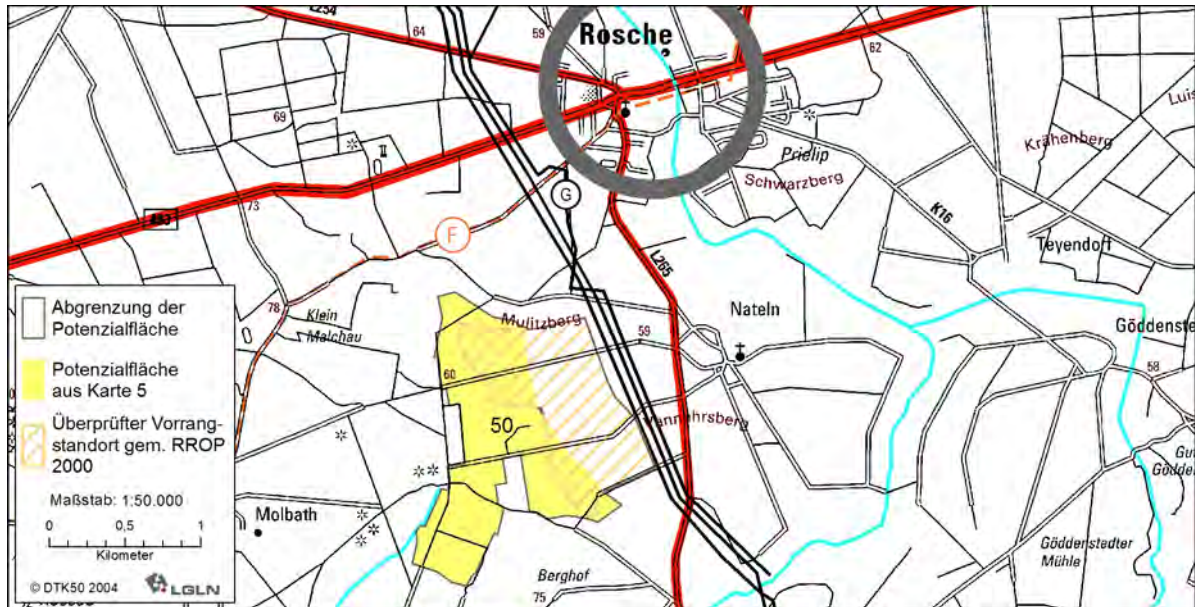 L254
64
59
Rosche
62
69
Luis
Krähenberg
Prielip
Schwarzberg
G
K16
73
F
L265
Teyendorf
78
Klein
Malchau
Mulitzberg
59
Nateln
Göddenste
58
60
50
Göddenstedter
Mühle
Molbath
Berghof
75
Abgrenzung der
Potenzialfläche
Potenzialfläche
aus Karte 5
Überprüfter Vorrang-
standort gem. RROP
2000
Maßstab: 1:50.000
0 0,5 1
Kilometer
© DTK50 2004
LGLN